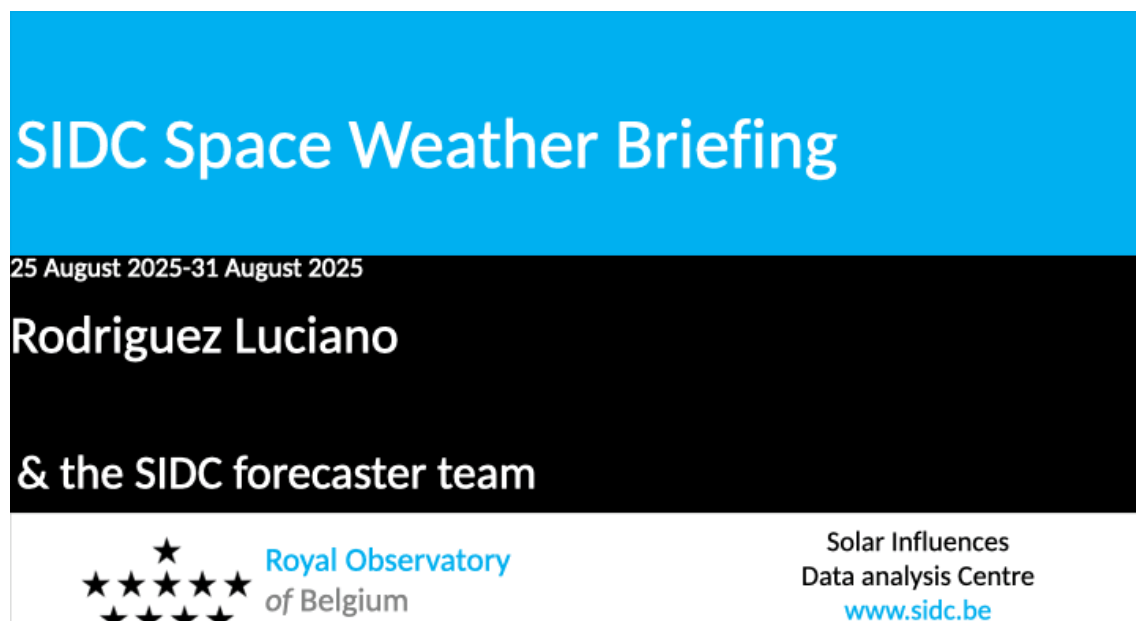 SIDC Space Weather Briefing
25 August 2025-31 August 2025
Rodriguez Luciano
& the SIDC forecaster team
Royal Observatory
of Belgium
Solar Influences
Data analysis Centre
www.sidc.be